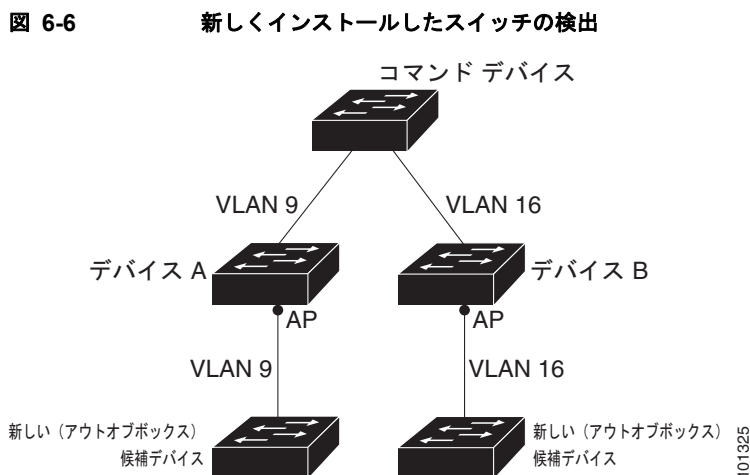 図 6-6 新しくインストールしたスイッチの検出
コマンド デバイス
VLAN 9
VLAN 16
デバイス A
デバイス B
AP
AP
VLAN 9
VLAN 16
新しい（アウトオブボックス）
候補デバイス
新しい（アウトオブボックス）
候補デバイス
101325